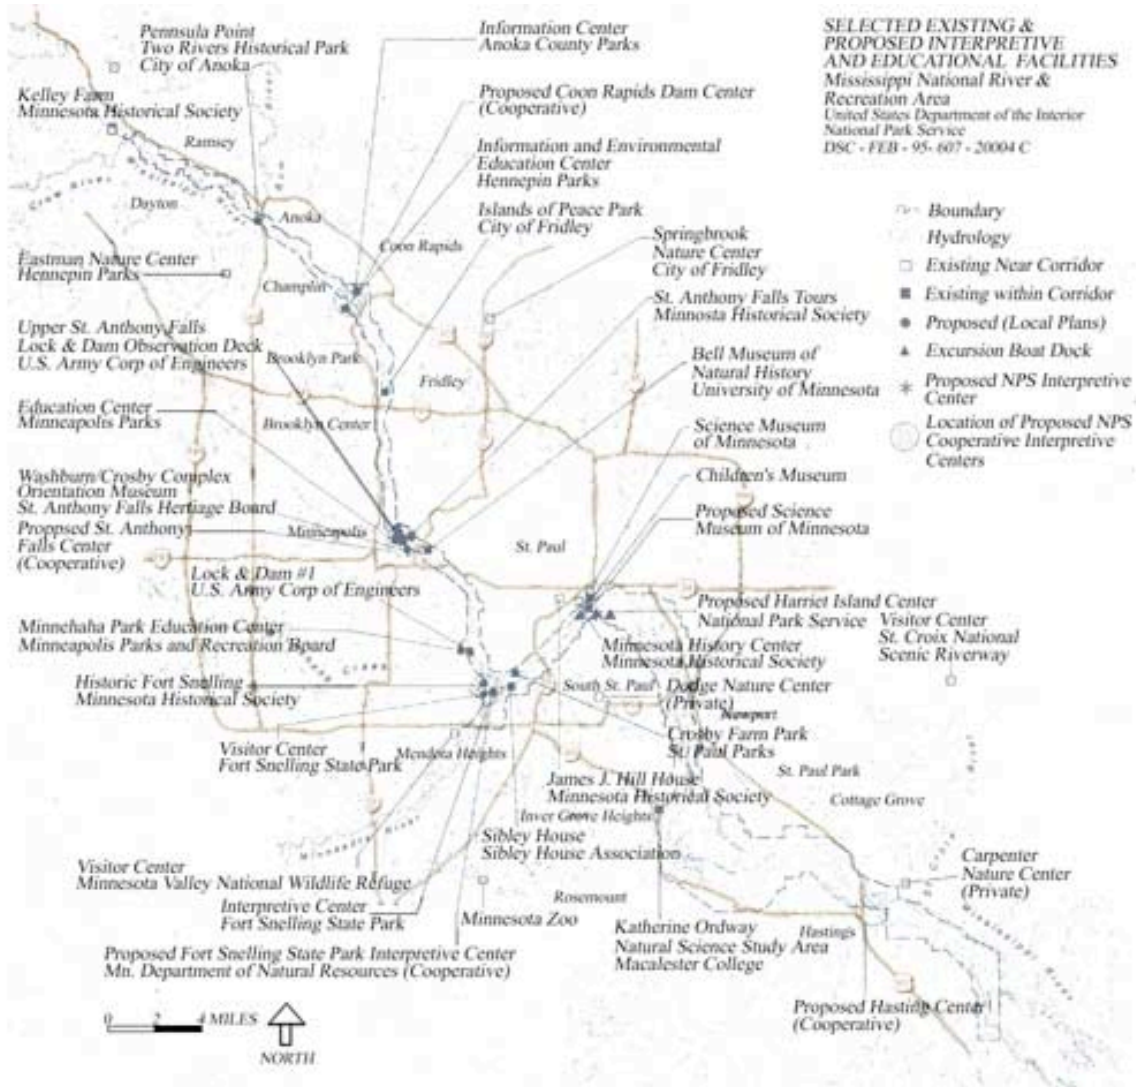 SELECTED EXISTING &
PROPOSED INTERPRETIVE
AND EDUCATIONAL FACILITIES
Mississippi National River &
Recreation Area
United States Department of the Interior
National Park Service
DSC - FEB - 95- 607 - 20004 C
Pennsula Point
Two Rivers Historical Park
City of Anoka
Information Center
Anoka County Parks
Kelley Farm
Minnesota Historical Society
Proposed Coon Rapids Dam Center
(Cooperative)
Ramsey
Information and Environmental
Education Center
Hennepin Parks
Crow River
Dayton
Anoka
Islands of Peace Park
City of Fridley
Coon Rapids
Springbrook
Nature Center
City of Fridley
Boundary
Hydrology
Existing Near Corridor
Existing within Corridor
Proposed (Local Plans)
Excursion Boat Dock
Proposed NPS Interpretive
Center
Location of Proposed NPS
Cooperative Interpretive
Centers
Eastman Nature Center
Hennepin Parks
Champlin
St. Anthony Falls Tours
Minnosta Historical Society
Upper St. Anthony Falls
Lock & Dam Observation Deck
U.S. Army Corp of Engineers
Brooklyn Park
Fridley
Bell Museum of
Natural History
University of Minnesota
Education Center
Minneapolis Parks
Brooklyn Center
Science Museum
of Minnesota
Children's Museum
Washburn/Crosby Complex
Orientation Museum
St. Anthony Falls Hertiage Board
Proppsed St. Anthony
Falls Center
(Cooperative)
Minneapolis
St. Paul
Proposed Science
Museum of Minnesota
Lock & Dam #1
U.S. Army Corp of Engineers
Proposed Harriet Island Center
National Park Service
Visitor Center
St. Croix National
Scenic Riverway
Minnehaha Park Education Center
Minneapolis Parks and Recreation Board
Minnesota History Center
Minnesota Historical Society
Creek
Historic Fort Snelling
Minnesota Historical Society
South St. Paul
Dodge Nature Center
(Private)
Newport
Crosby Farm Park
St. Paul Parks
Visitor Center
Fort Snelling State Park
Mendota Heights
St. Paul Park
James J. Hill House
Minnesota Historical Society
Cottage Grove
Inver Grove Heights
River
Minnesota River
Sibley House
Sibley House Association
Visitor Center
Minnesota Valley National Wildlife Refuge
Carpenter
Nature Center
(Private)
St. Croix
Mississippi River
Interpretive Center
Fort Snelling State Park
Minnesota Zoo
Rosemount
Katherine Ordway
Natural Science Study Area
Macalester College
Hastings
Proposed Fort Snelling State Park Interpretive Center
Mn. Department of Natural Resources (Cooperative)
Proposed Hasting Center
(Cooperative)
0 2 4 MILES
NORTH